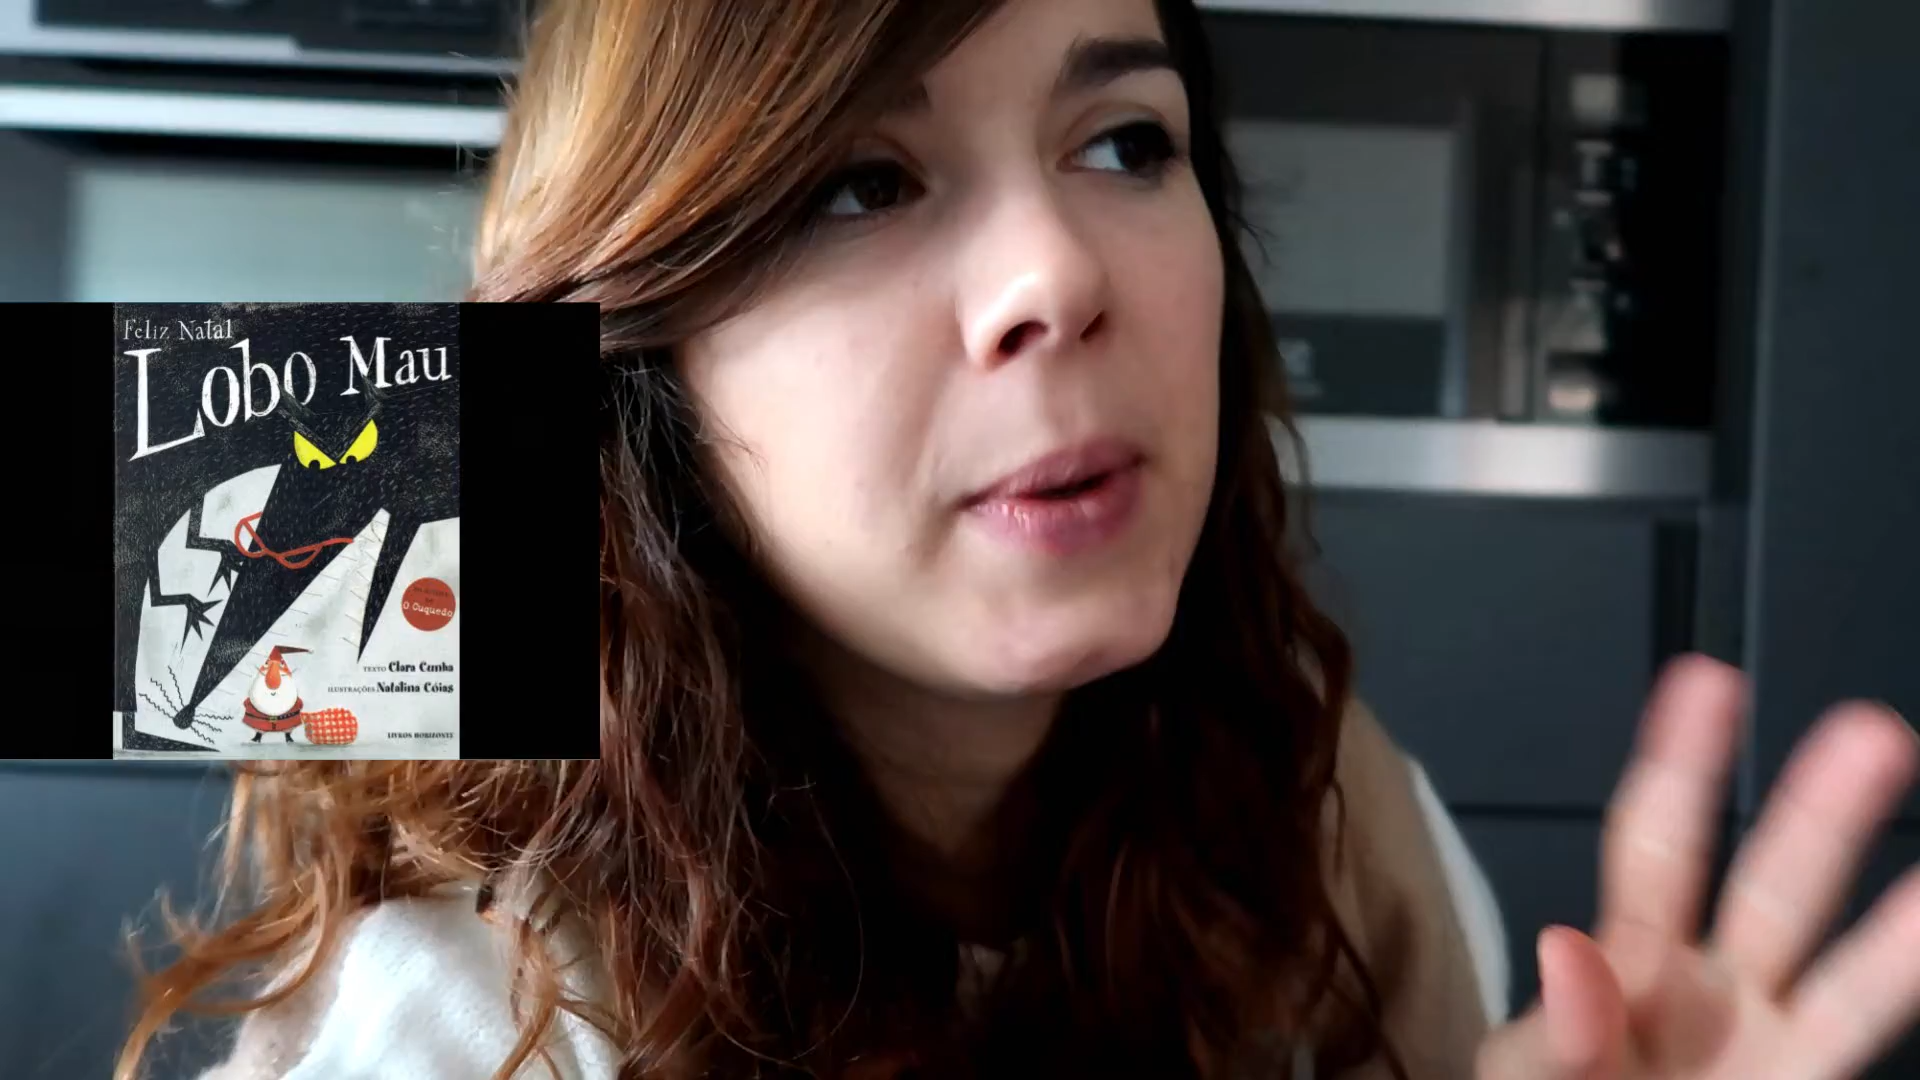 Feliz Natal
Lobo Mau
O Cuquedo
TEXTO Clara Cunha
ILUSTRAÇÕES Natalina Cóias
LIVROS HORIZONTE